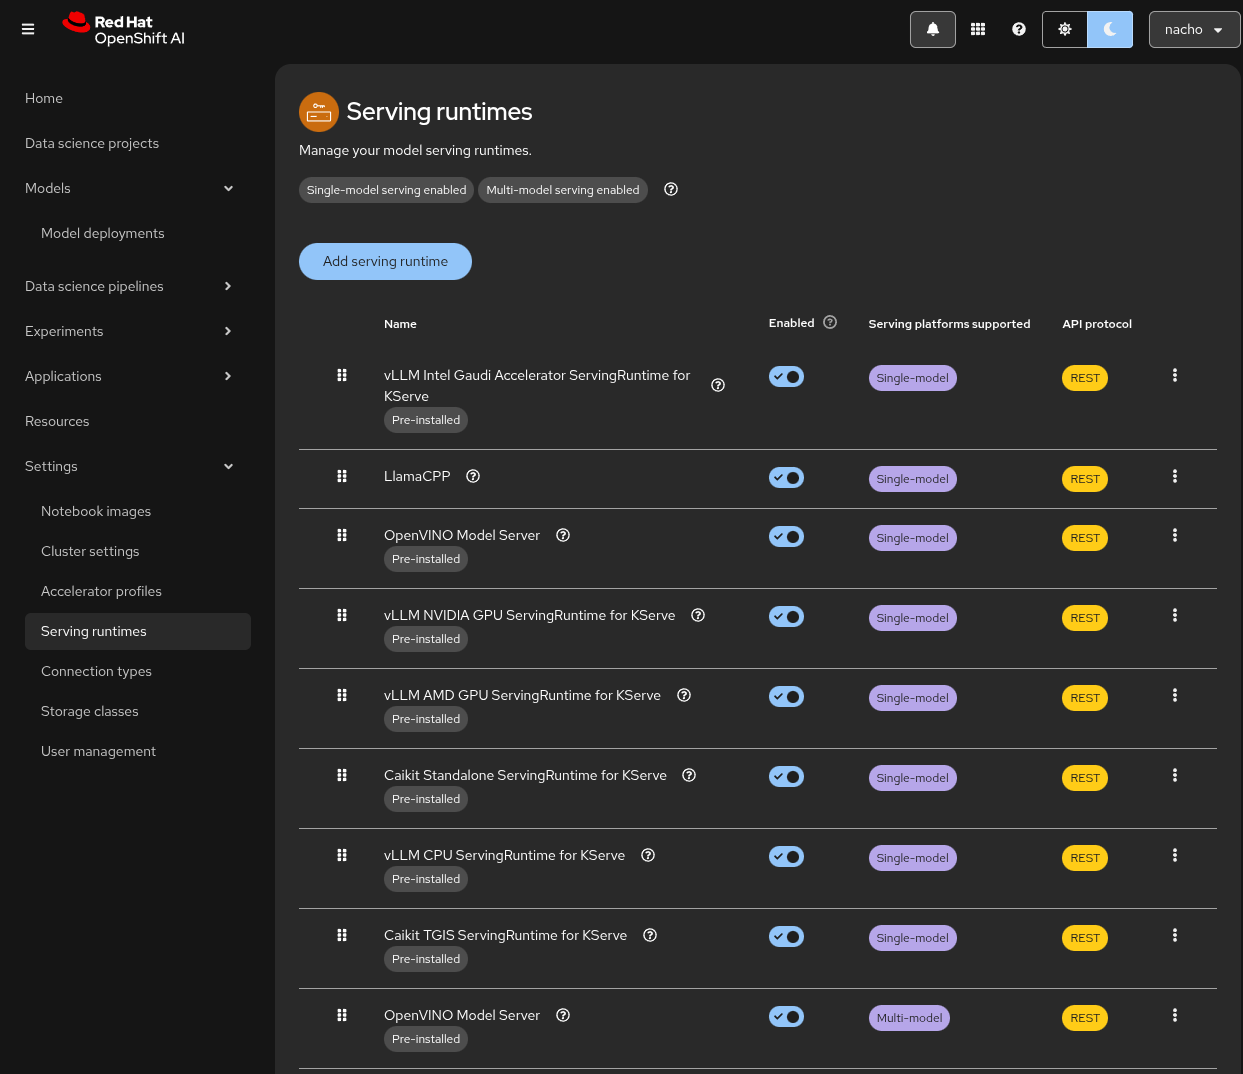 Red Hat
OpenShift AI
nacho
Home
Data science projects
Models
Model deployments
Data science pipelines
Experiments
Applications
Resources
Settings
Notebook images
Cluster settings
Accelerator profiles
Serving runtimes
Connection types
Storage classes
User management
Serving runtimes
Manage your model serving runtimes.
Single-model serving enabled Multi-model serving enabled
Add serving runtime
Name Enabled Serving platforms supported API protocol
vLLM Intel Gaudi Accelerator ServingRuntime for Single-model REST
KServe
Pre-installed
LlamaCPP Single-model REST
OpenVINO Model Server Single-model REST
Pre-installed
vLLM NVIDIA GPU ServingRuntime for KServe Single-model REST
Pre-installed
vLLM AMD GPU ServingRuntime for KServe Single-model REST
Pre-installed
Caikit Standalone ServingRuntime for KServe Single-model REST
Pre-installed
vLLM CPU ServingRuntime for KServe Single-model REST
Pre-installed
Caikit TGIS ServingRuntime for KServe Single-model REST
Pre-installed
OpenVINO Model Server Multi-model REST
Pre-installed